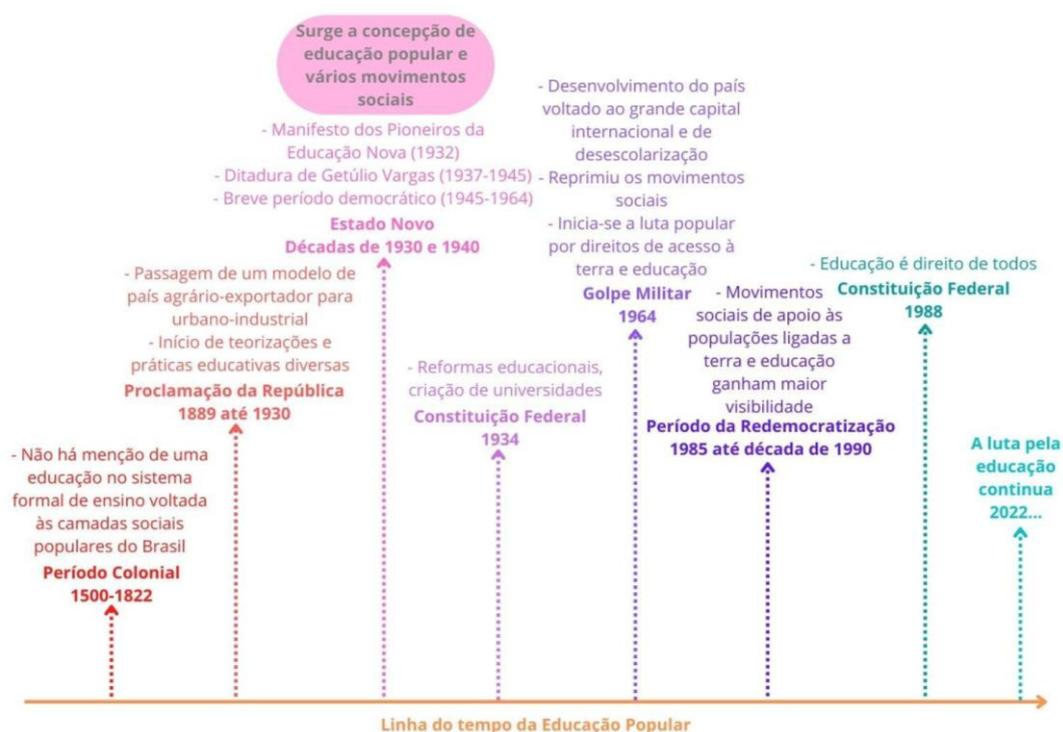 Surge a concepção de
educação popular e
vários movimentos
sociais
- Manifesto dos Pioneiros da
Educação Nova (1932)
- Ditadura de Getúlio Vargas (1937-1945)
- Breve período democrático (1945-1964)
Estado Novo
Décadas de 1930 e 1940
- Desenvolvimento do país
voltado ao grande capital
internacional e de
desescolarização
- Reprimiu os movimentos
sociais
- Inicia-se a luta popular
por direitos de acesso à
terra e educação
Golpe Militar
1964
- Passagem de um modelo de
país agrário-exportador para
urbano-industrial
- Início de teorizações e
práticas educativas diversas
Proclamação da República
1889 até 1930
- Reformas educacionais,
criação de universidades
Constituição Federal
1934
- Movimentos
sociais de apoio às
populações ligadas a
terra e educação
ganham maior
visibilidade
Período da Redemocratização
1985 até década de 1990
- Educação é direito de todos
Constituição Federal
1988
- Não há menção de uma
educação no sistema
formal de ensino voltada
às camadas sociais
populares do Brasil
Período Colonial
1500-1822
A luta pela
educação
continua
2022...
Linha do tempo da Educação Popular